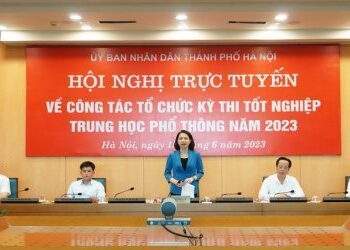 ỦY BAN NHÂN DÂN THÀNH PHỐ HÀ NỘI
HỘI NGHỊ TRỰC TUYẾN
VỀ CÔNG TÁC TỔ CHỨC KỲ THI TỐT NGHIỆP
TRUNG HỌC PHỔ THÔNG NĂM 2023
Hà Nội, ngày 6 năm 2023